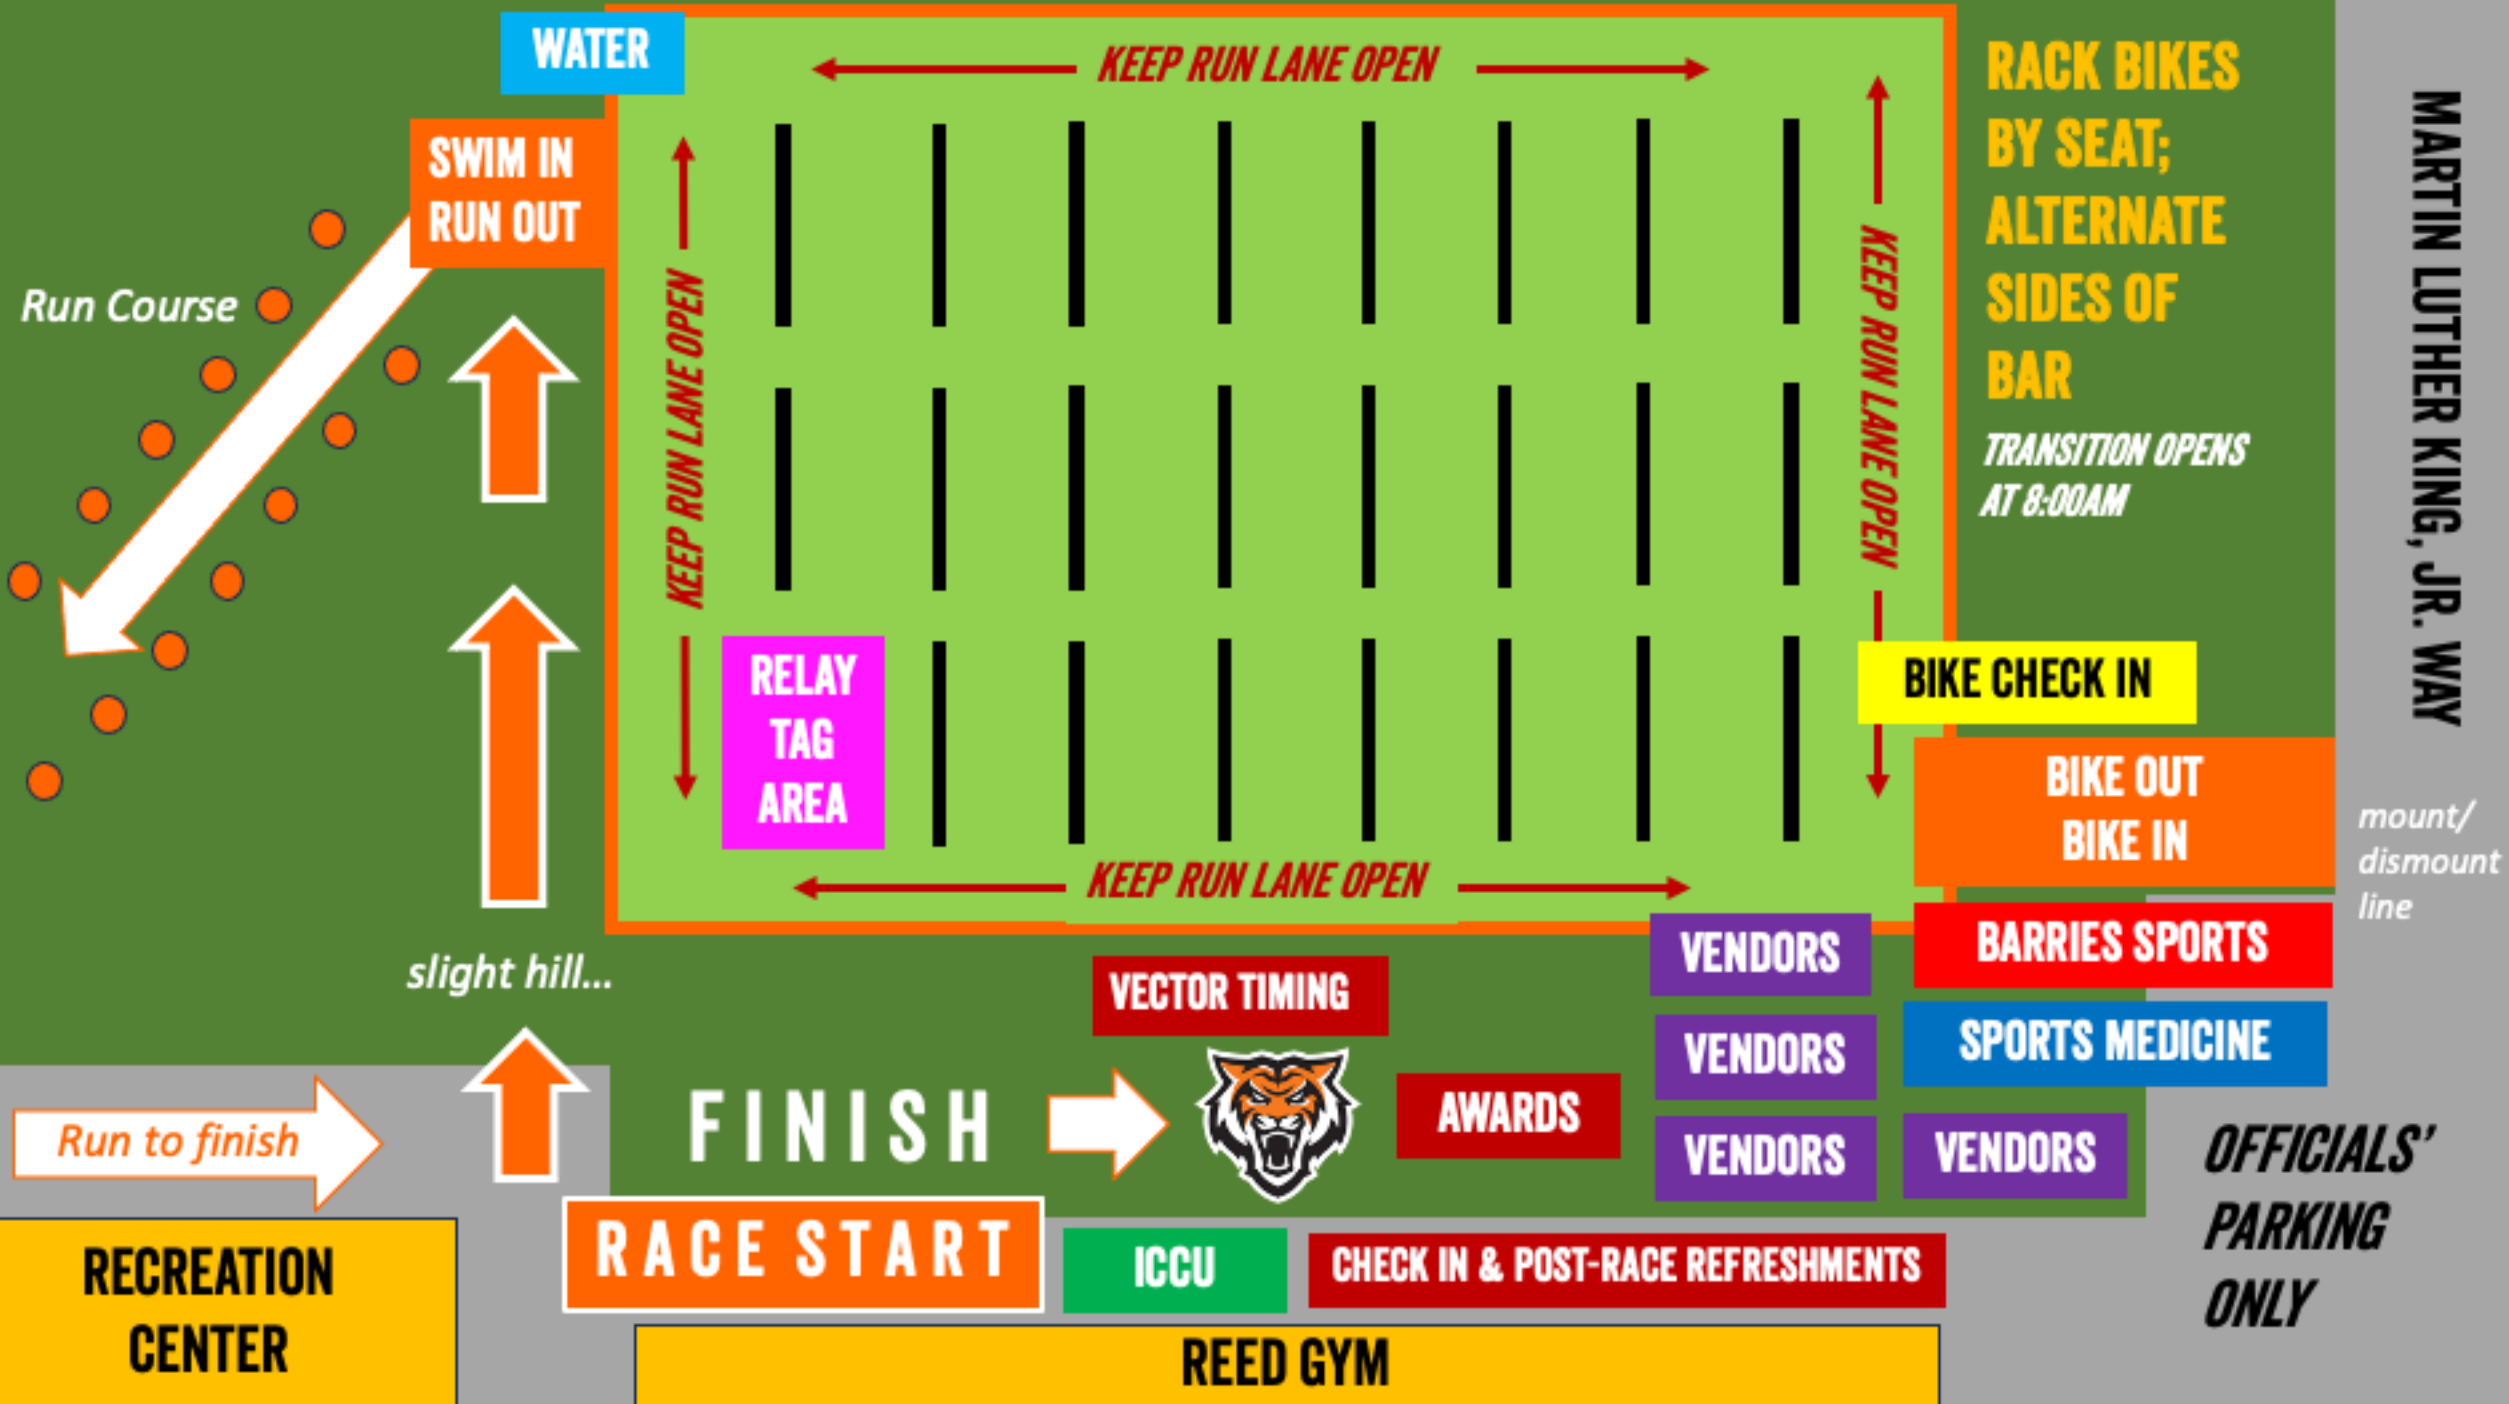 WATER
KEEP RUN LANE OPEN
RACK BIKES
BY SEAT;
ALTERNATE
SIDES OF
BAR
TRANSITION OPENS
AT 8:00AM
MARTIN LUTHER KING, JR. WAY
SWIM IN
RUN OUT
Run Course
KEEP RUN LANE OPEN
KEEP RUN LANE OPEN
RELAY
TAG
AREA
BIKE CHECK IN
BIKE OUT
BIKE IN
mount/
dismount
line
KEEP RUN LANE OPEN
slight hill...
VECTOR TIMING
VENDORS
BARRIES SPORTS
VENDORS
SPORTS MEDICINE
Run to finish
FINISH
AWARDS
VENDORS
VENDORS
OFFICIALS'
PARKING
ONLY
RACE START
ICCU
CHECK IN & POST-RACE REFRESHMENTS
RECREATION
CENTER
REED GYM